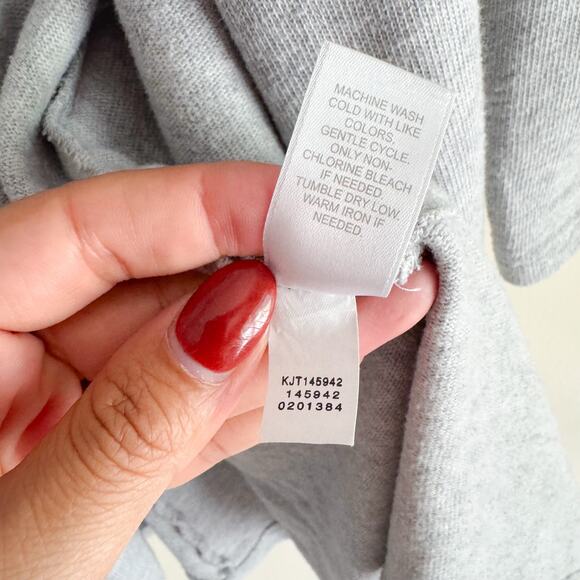 MACHINE WASH
COLD WITH LIKE
COLORS.
GENTLE CYCLE.
ONLY NON-
CHLORINE BLEACH
IF NEEDED.
TUMBLE DRY LOW.
WARM IRON IF
NEEDED.
KJT145942
145942
0201384